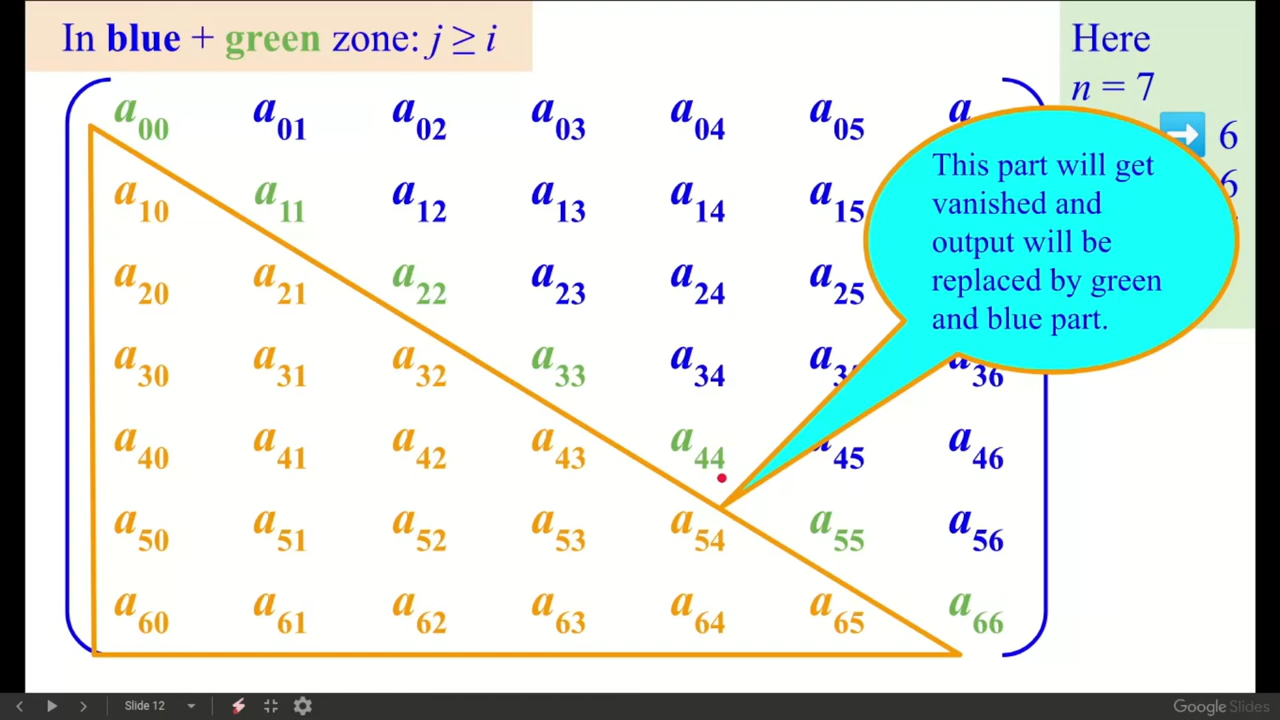 In blue + green zone: j ≥ i
Here
n = 7
6
6
a00 a01 a02 a03 a04 a05 a
a10 a11 a12 a13 a14 a15
a20 a21 a22 a23 a24 a25
a30 a31 a32 a33 a34 a36
a40 a41 a42 a43 a44 a45 a46
a50 a51 a52 a53 a54 a55 a56
a60 a61 a62 a63 a64 a65 a66
This part will get
vanished and
output will be
replaced by green
and blue part.
Slide 12
Google Slides